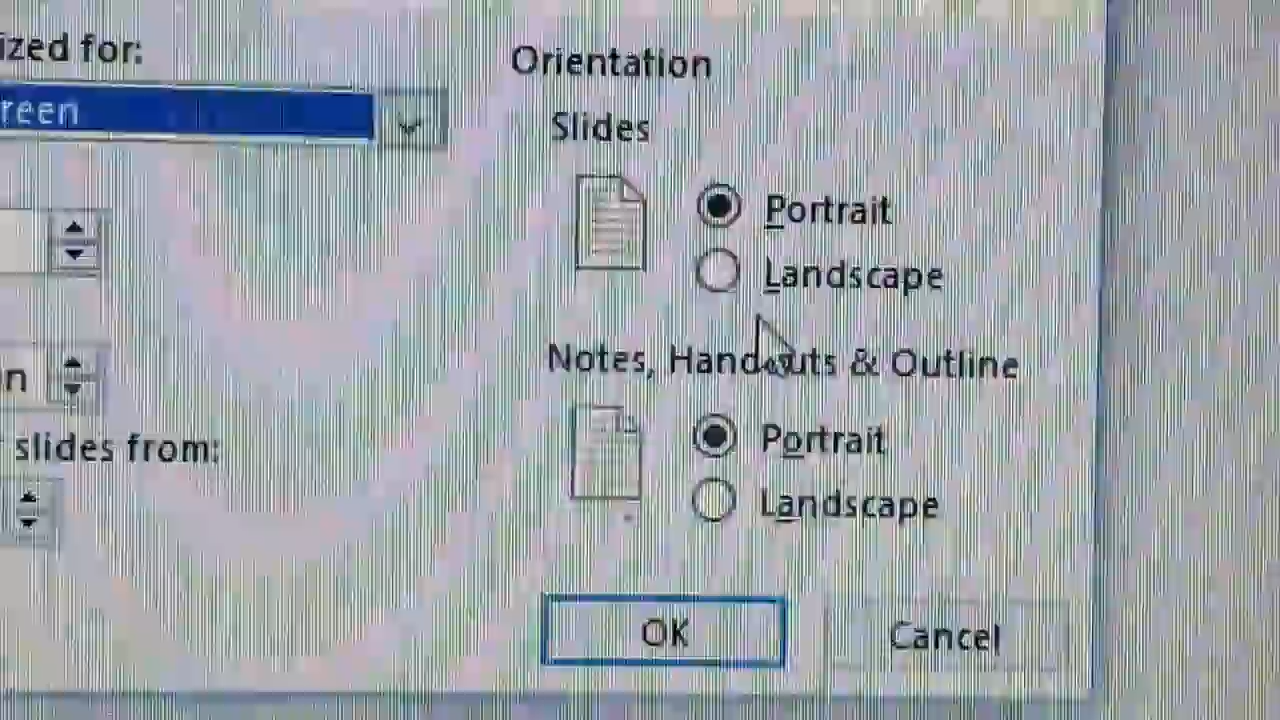 ized for:
reen
n
slides from:
Orientation
Slides
Portrait
Landscape
Notes, Handouts & Outline
Portrait
Landscape
OK
Cancel